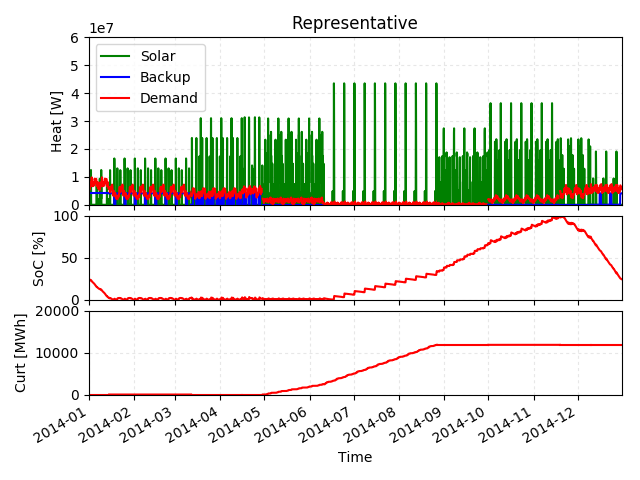 Representative
1e7
6
5
4
3
2
1
0
Heat [W]
Solar
Backup
Demand
100
50
0
SoC [%]
20000
10000
0
Curt [MWh]
2014-01
2014-02
2014-03
2014-04
2014-05
2014-06
2014-07
2014-08
2014-09
2014-10
2014-11
2014-12
Time